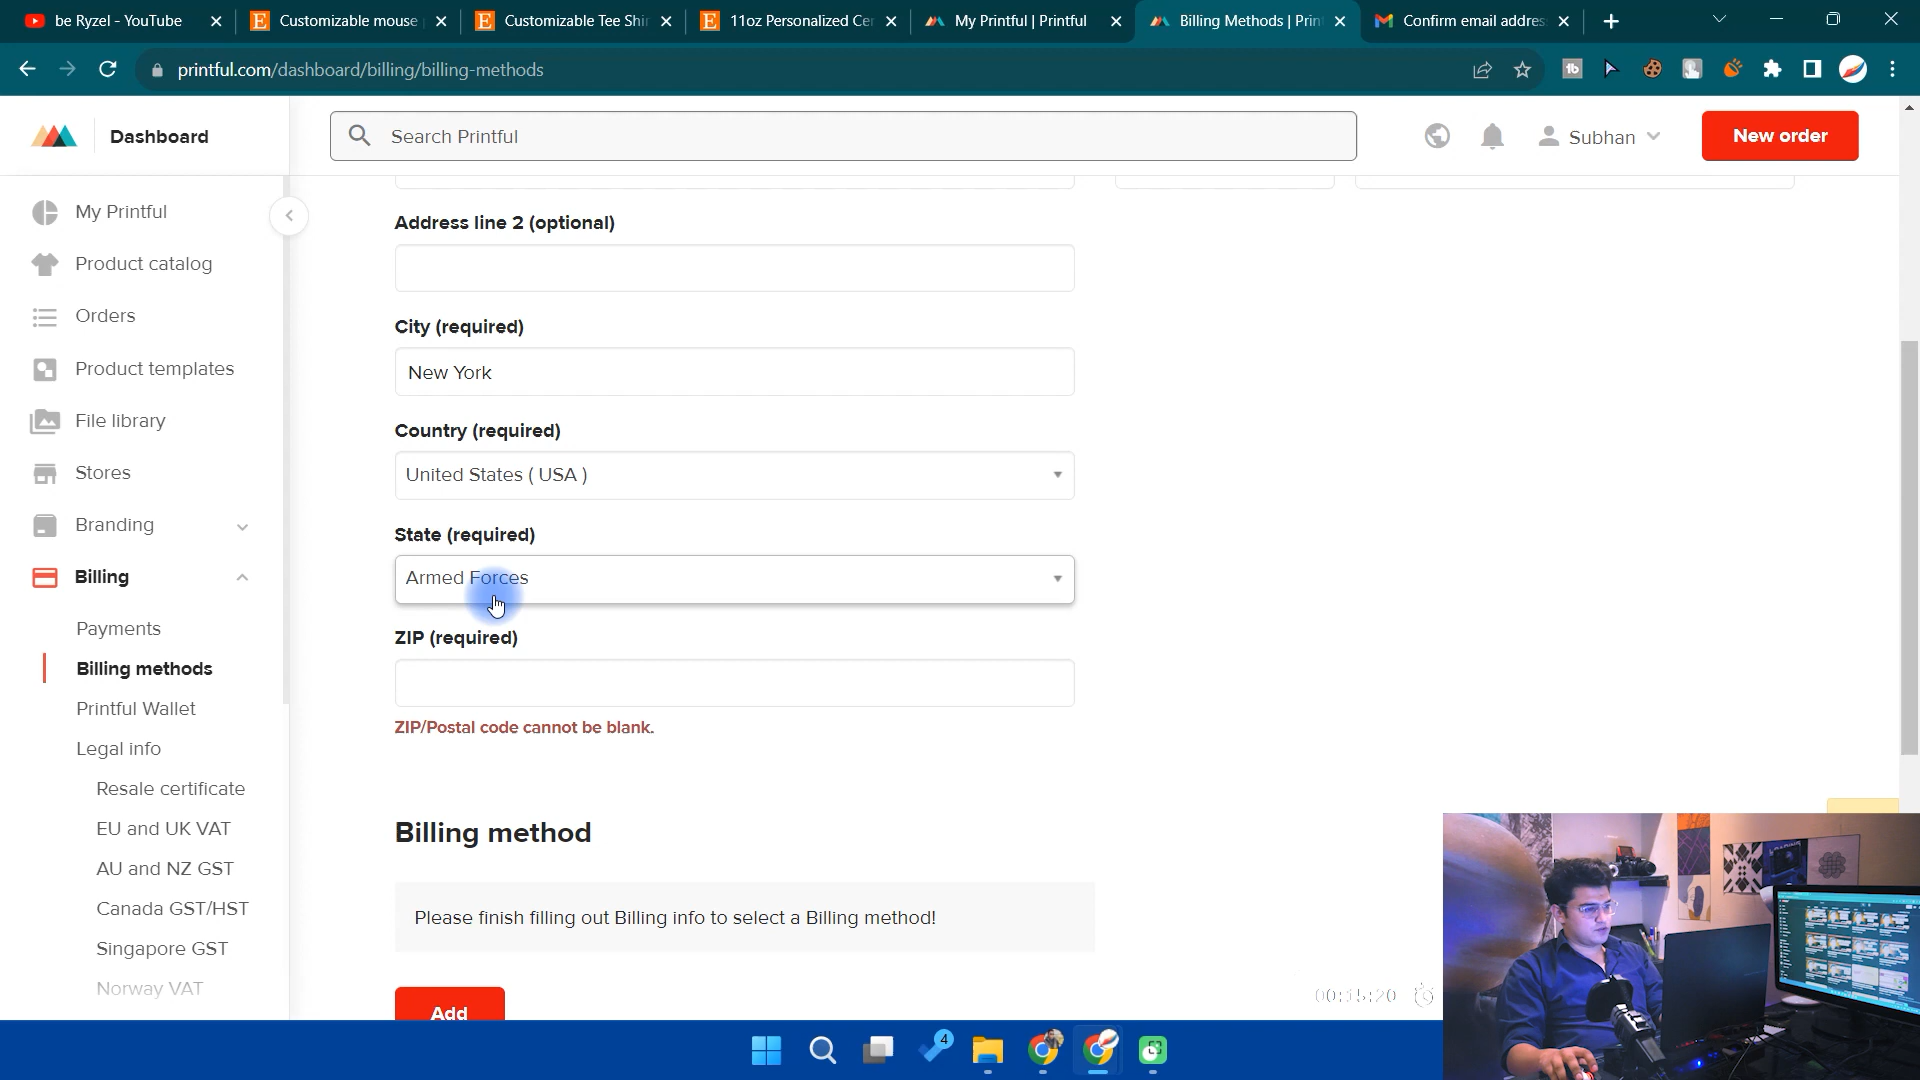 be Ryzel - YouTube
Customizable mouse
Customizable Tee Shir
11oz Personalized Cer
My Printful | Printful
Billing Methods | Prin
Confirm email addres
printful.com/dashboard/billing/billing-methods
Dashboard
Search Printful
Subhan
New order
My Printful
Product catalog
Orders
Product templates
File library
Stores
Branding
Billing
Payments
Billing methods
Printful Wallet
Legal info
Resale certificate
EU and UK VAT
AU and NZ GST
Canada GST/HST
Singapore GST
Norway VAT
Address line 2 (optional)
City (required)
New York
Country (required)
United States ( USA )
State (required)
Armed Forces
ZIP (required)
ZIP/Postal code cannot be blank.
Billing method
Please finish filling out Billing info to select a Billing method!
Add
00:15:20
4